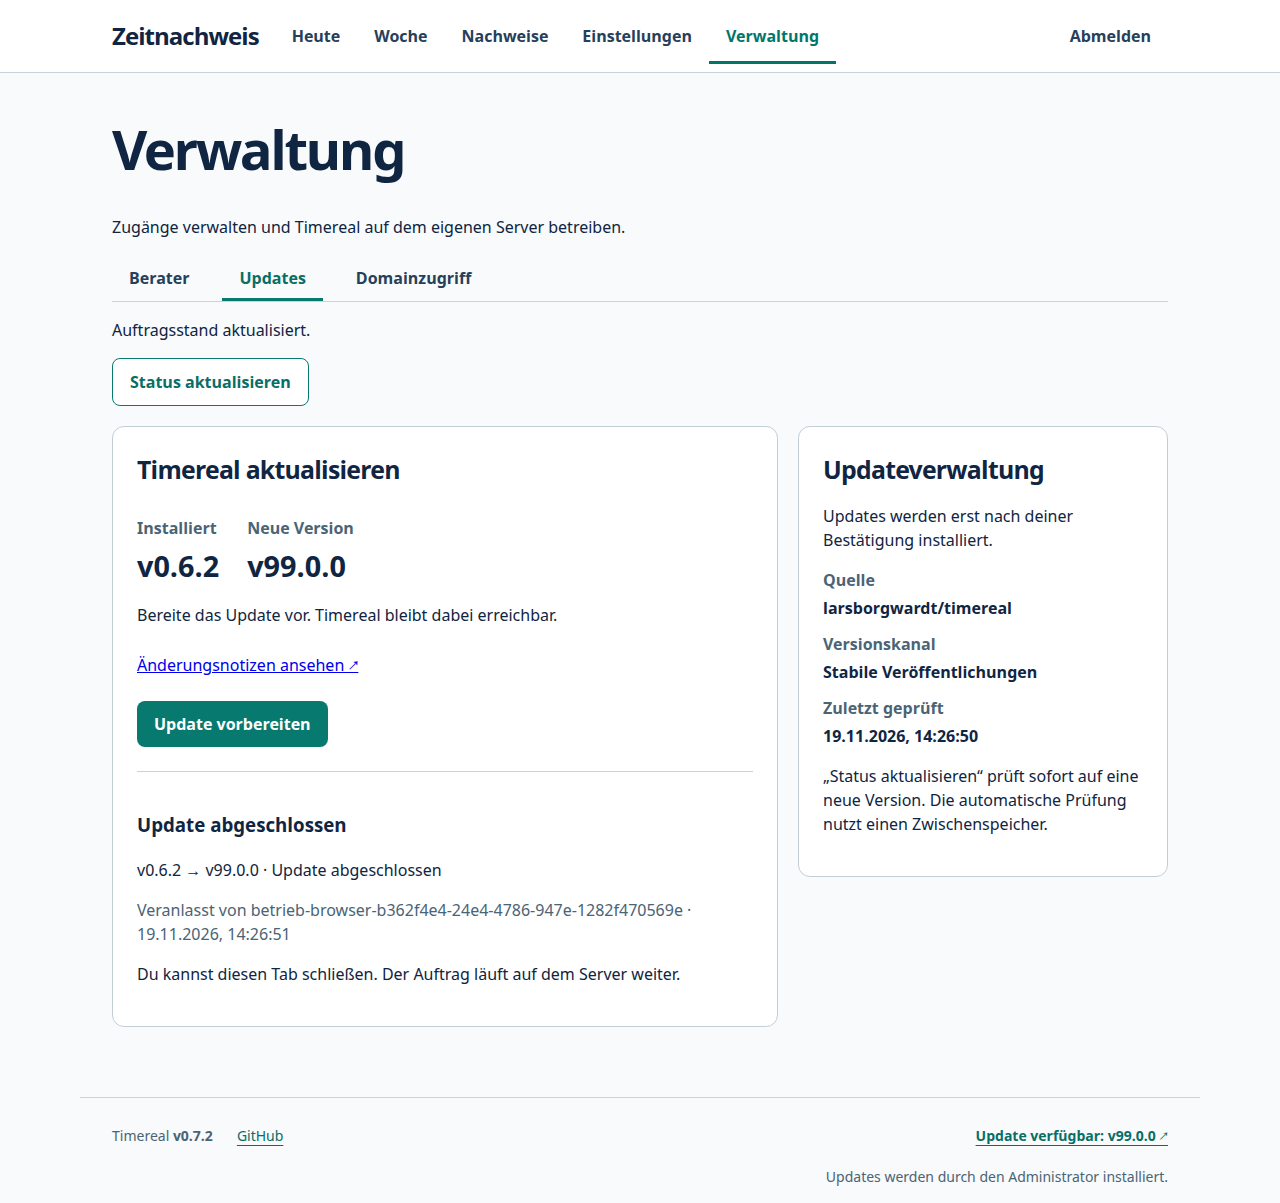 Zeitnachweis Heute Woche Nachweise Einstellungen Verwaltung Abmelden
Verwaltung
Zugänge verwalten und Timereal auf dem eigenen Server betreiben.
Berater Updates Domainzugriff
Auftragsstand aktualisiert.
Status aktualisieren
Timereal aktualisieren
Installiert Neue Version
v0.6.2 v99.0.0
Bereite das Update vor. Timereal bleibt dabei erreichbar.
Änderungsnotizen ansehen ↗
Update vorbereiten
Update abgeschlossen
v0.6.2 → v99.0.0 · Update abgeschlossen
Veranlasst von betrieb-browser-b362f4e4-24e4-4786-947e-1282f470569e ·
19.11.2026, 14:26:51
Du kannst diesen Tab schließen. Der Auftrag läuft auf dem Server weiter.
Updateverwaltung
Updates werden erst nach deiner
Bestätigung installiert.
Quelle
larsborgwardt/timereal
Versionskanal
Stabile Veröffentlichungen
Zuletzt geprüft
19.11.2026, 14:26:50
„Status aktualisieren“ prüft sofort auf eine
neue Version. Die automatische Prüfung
nutzt einen Zwischenspeicher.
Timereal v0.7.2 GitHub Update verfügbar: v99.0.0 ↗
Updates werden durch den Administrator installiert.